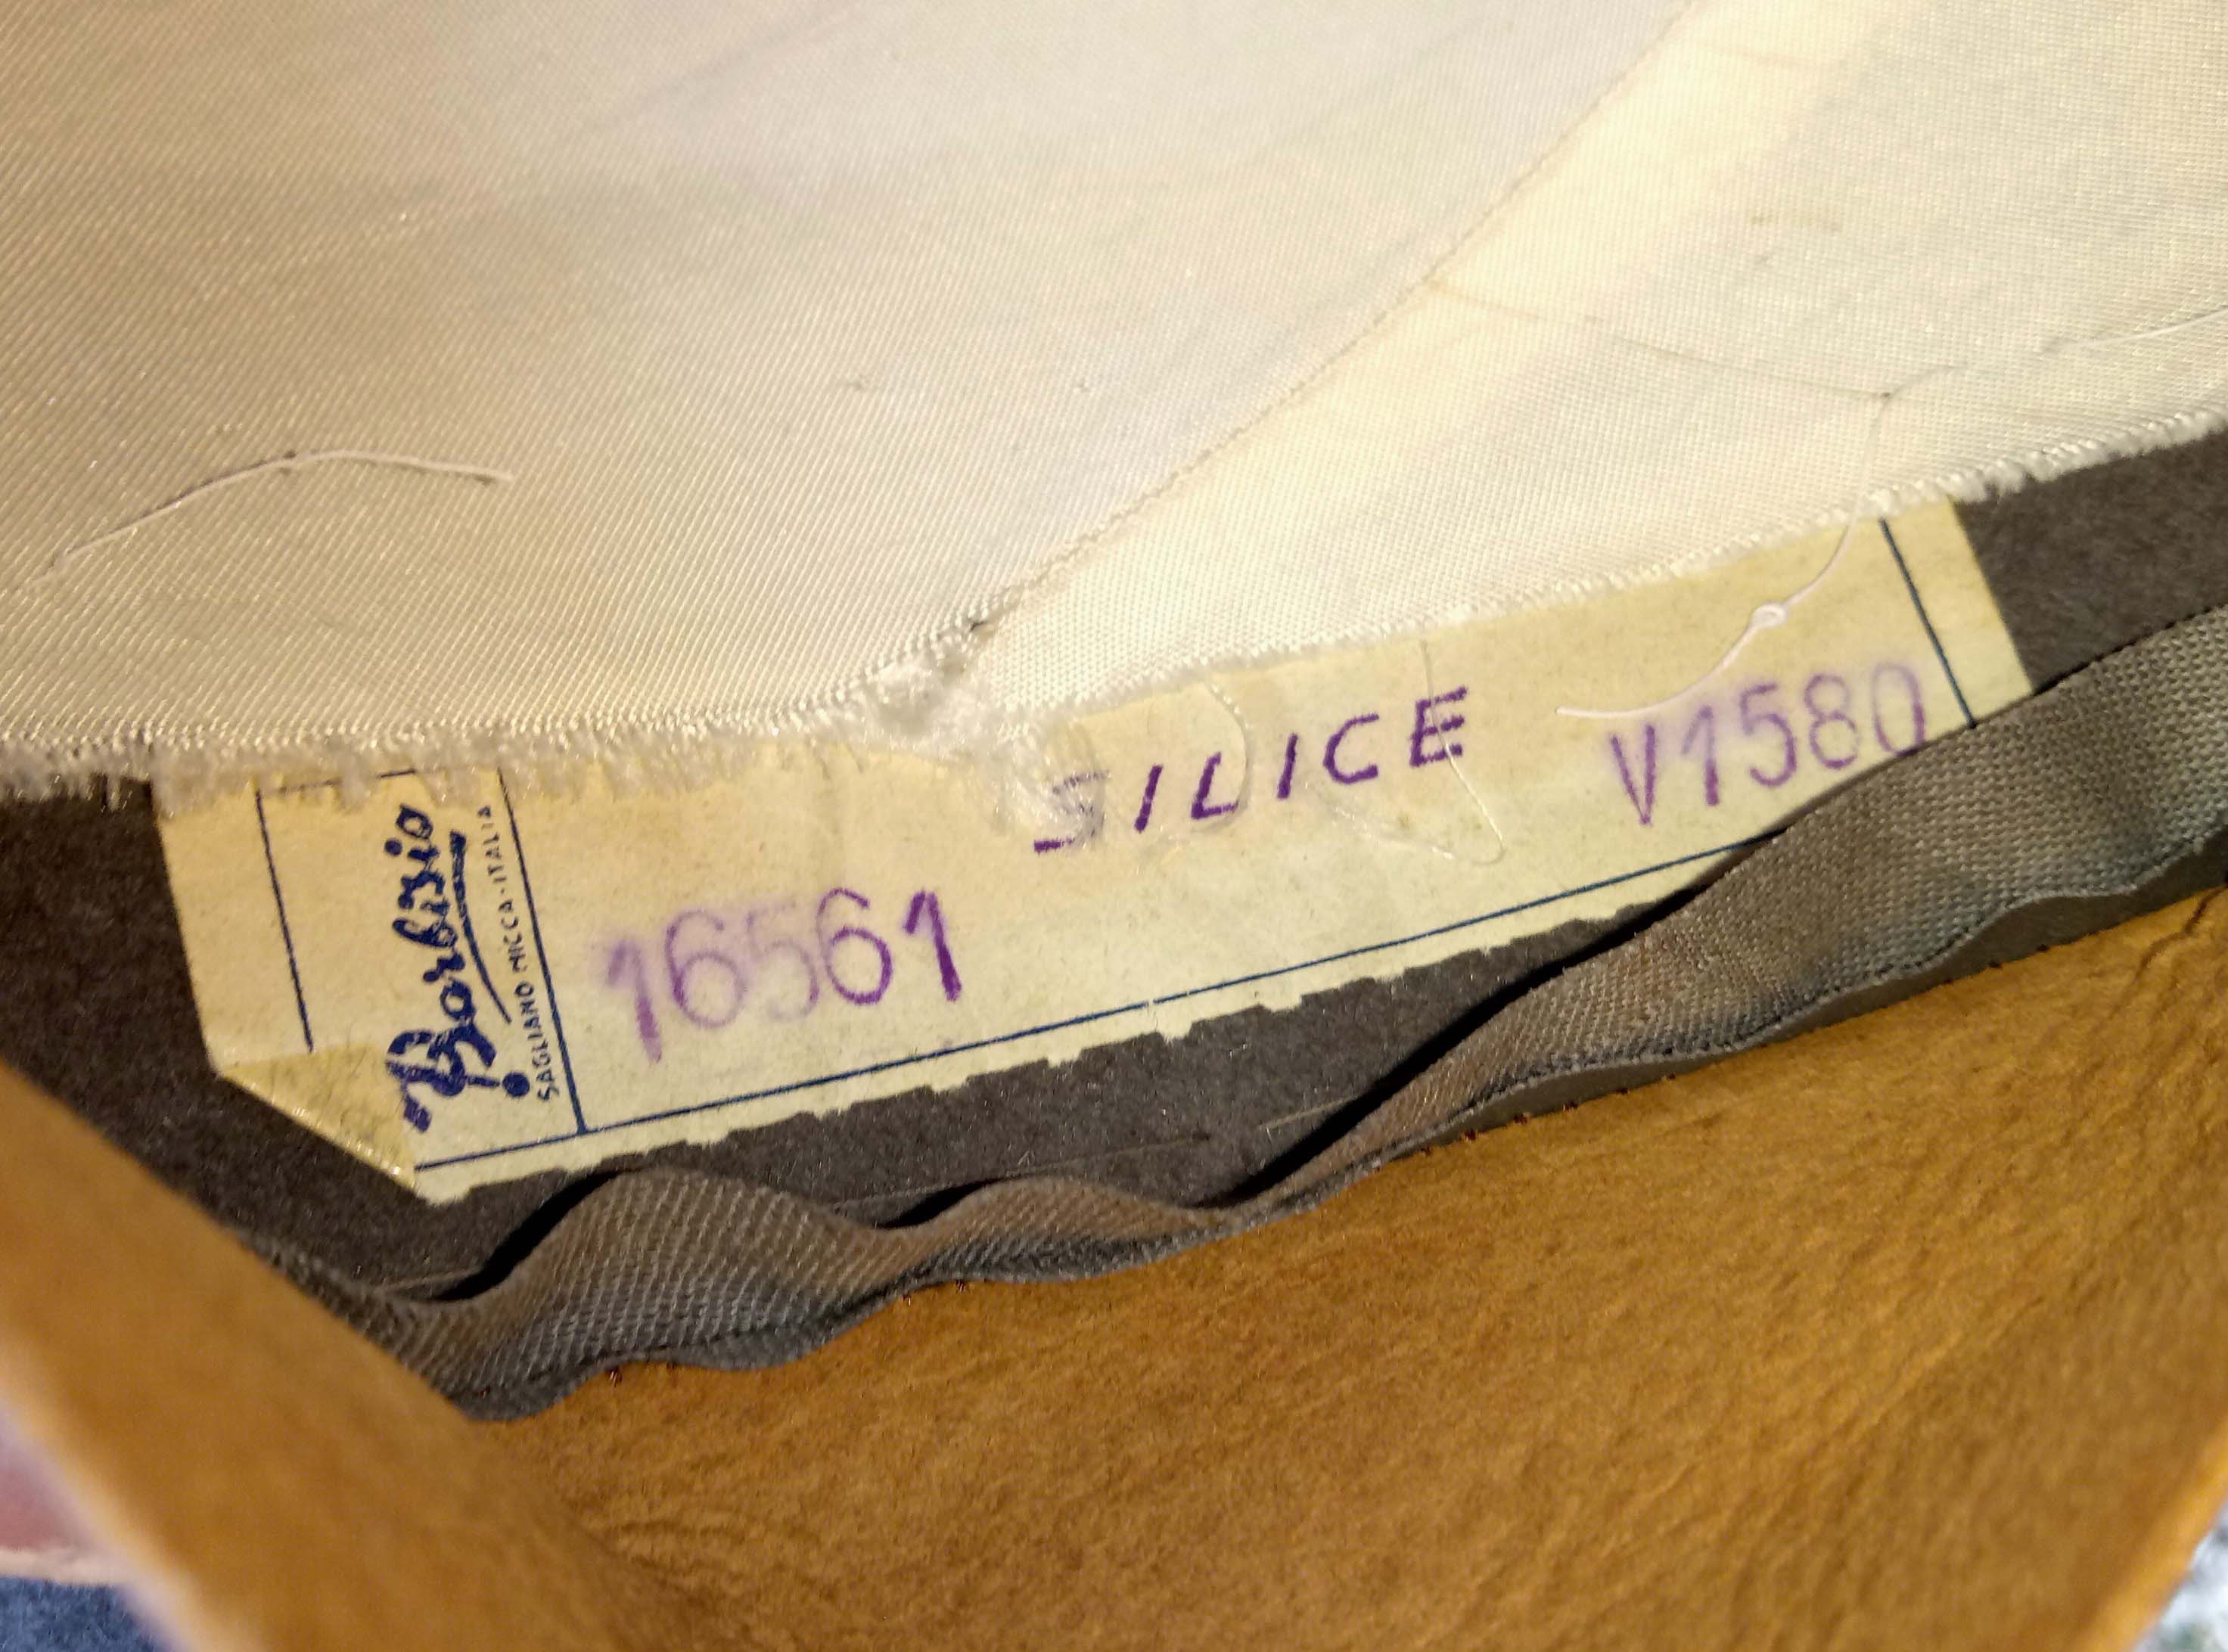 Borbisio
SAGLIANO MICCA-ITALIA
16561
SILICE
V1580